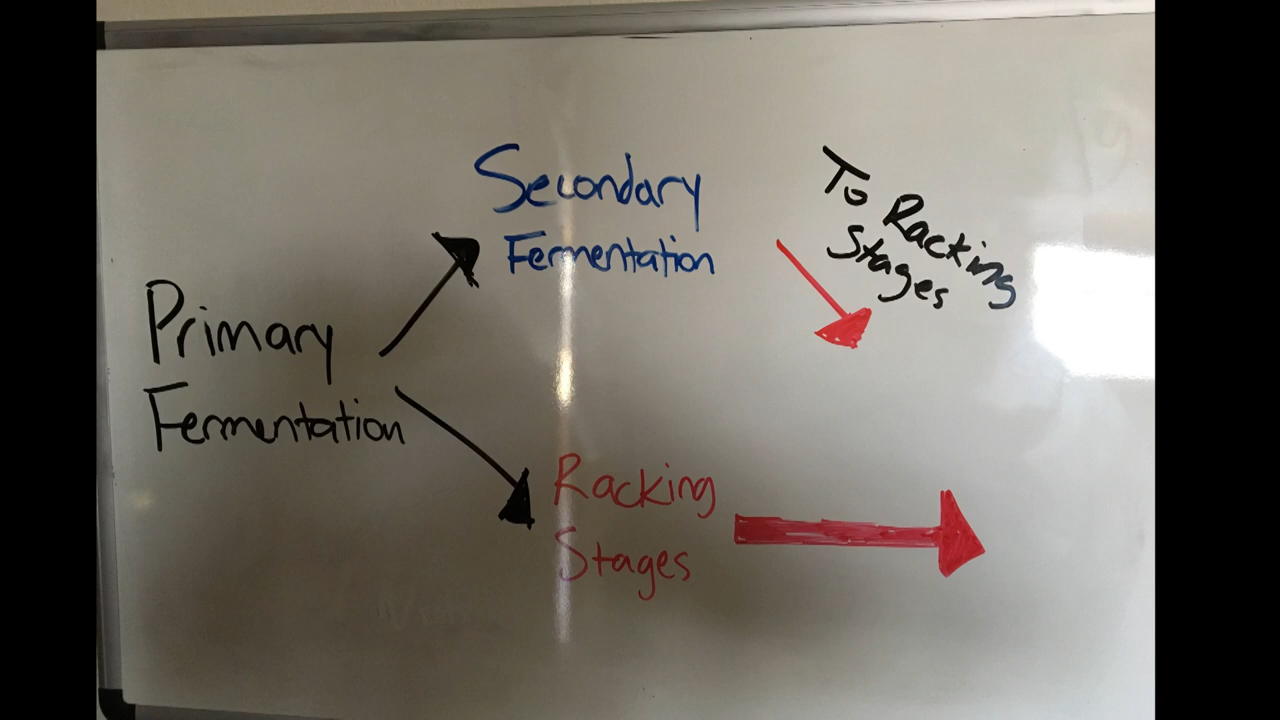 Primary
Fermentation
Secondary
Fermentation
To Racking
Stages
Racking
Stages